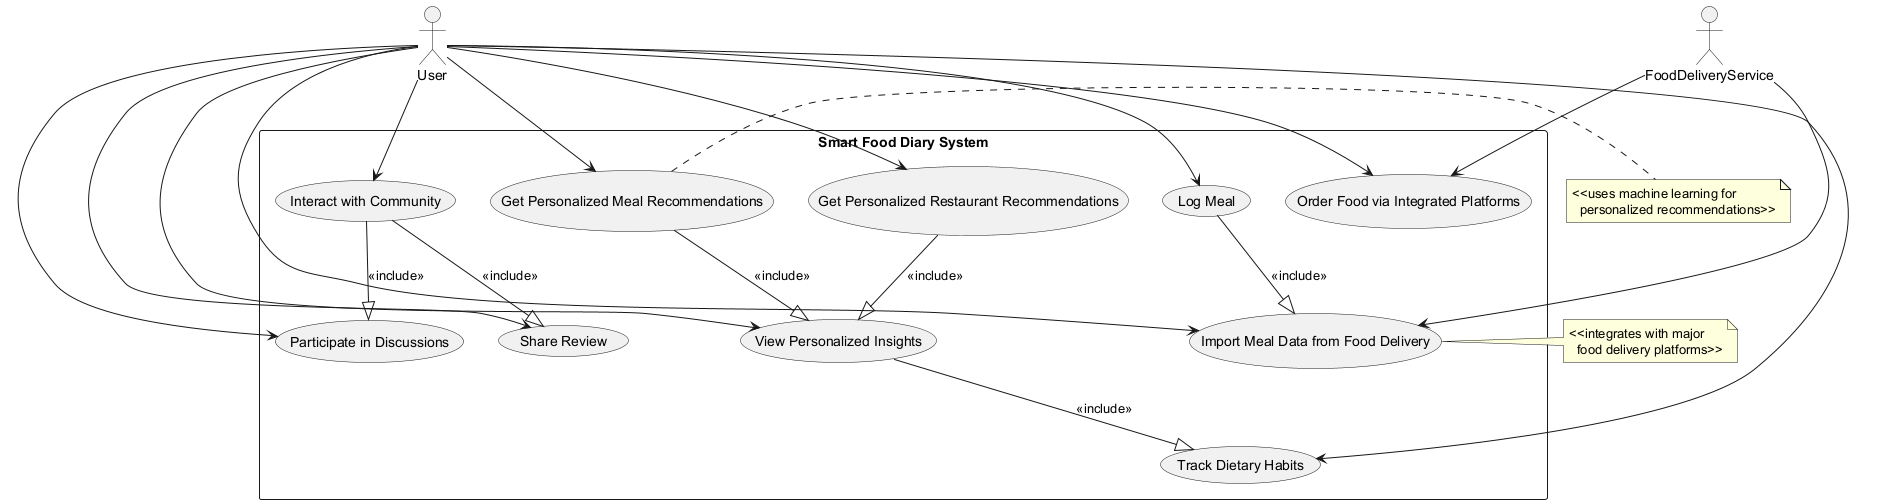 User
FoodDeliveryService
Smart Food Diary System
Interact with Community
Get Personalized Meal Recommendations
Get Personalized Restaurant Recommendations
Log Meal
Order Food via Integrated Platforms
<<uses machine learning for
personalized recommendations>>
«include»
«include»
«include»
«include»
«include»
Participate in Discussions
Share Review
View Personalized Insights
Import Meal Data from Food Delivery
<<integrates with major
food delivery platforms>>
«include»
Track Dietary Habits